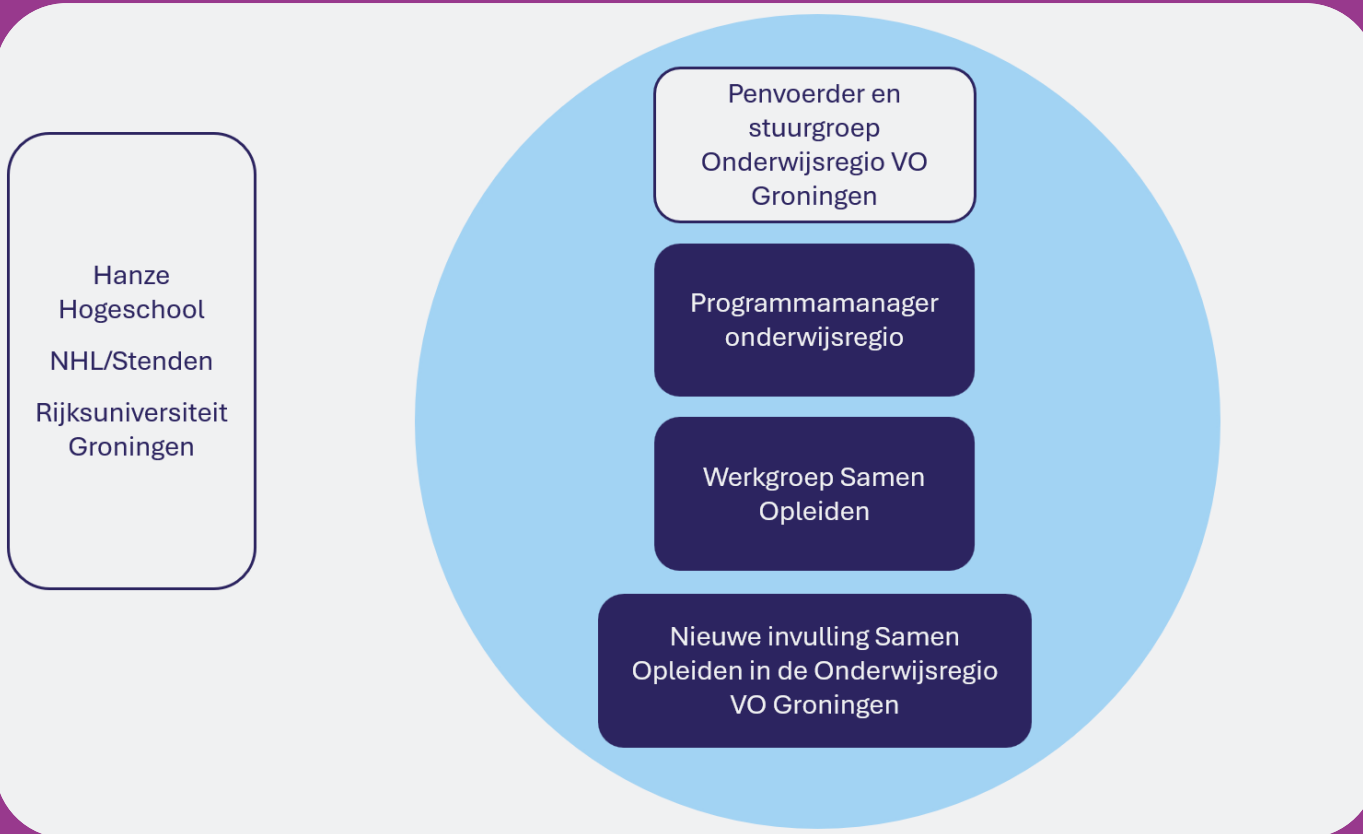 Hanze
Hogeschool
NHL/Stenden
Rijksuniversiteit
Groningen
Penvoerder en
stuurgroep
Onderwijsregio VO
Groningen
Programmamanager
onderwijsregio
Werkgroep Samen
Opleiden
Nieuwe invulling Samen
Opleiden in de Onderwijsregio
VO Groningen